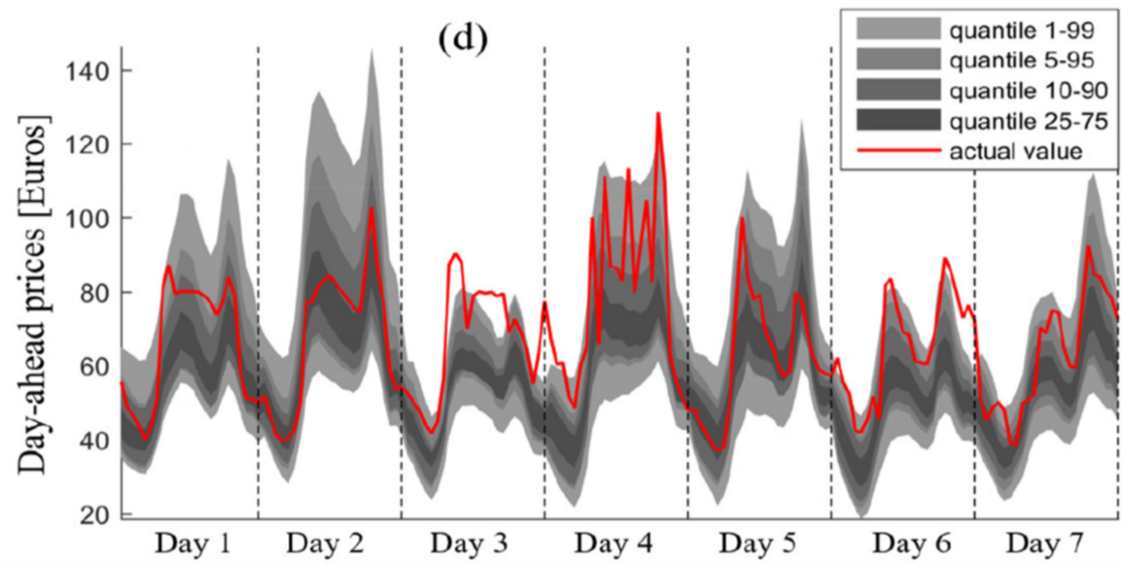 (d)
quantile 1-99
quantile 5-95
quantile 10-90
quantile 25-75
actual value
Day-ahead prices [Euros]
140
120
100
80
60
40
20
Day 1 Day 2 Day 3 Day 4 Day 5 Day 6 Day 7